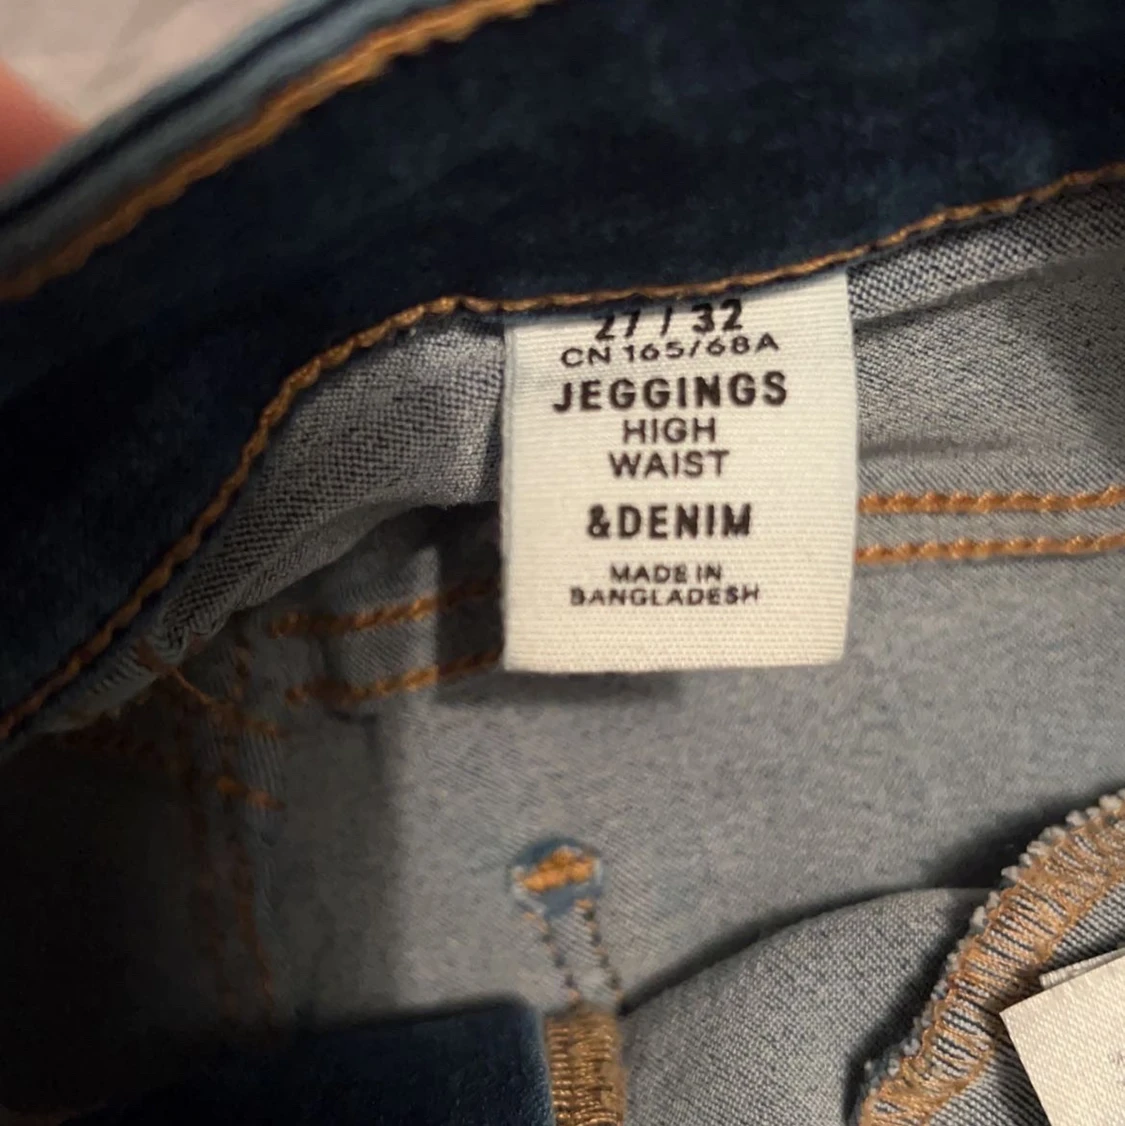 27 / 32
CN 165/68A
JEGGINGS
HIGH
WAIST
&DENIM
MADE IN
BANGLADESH